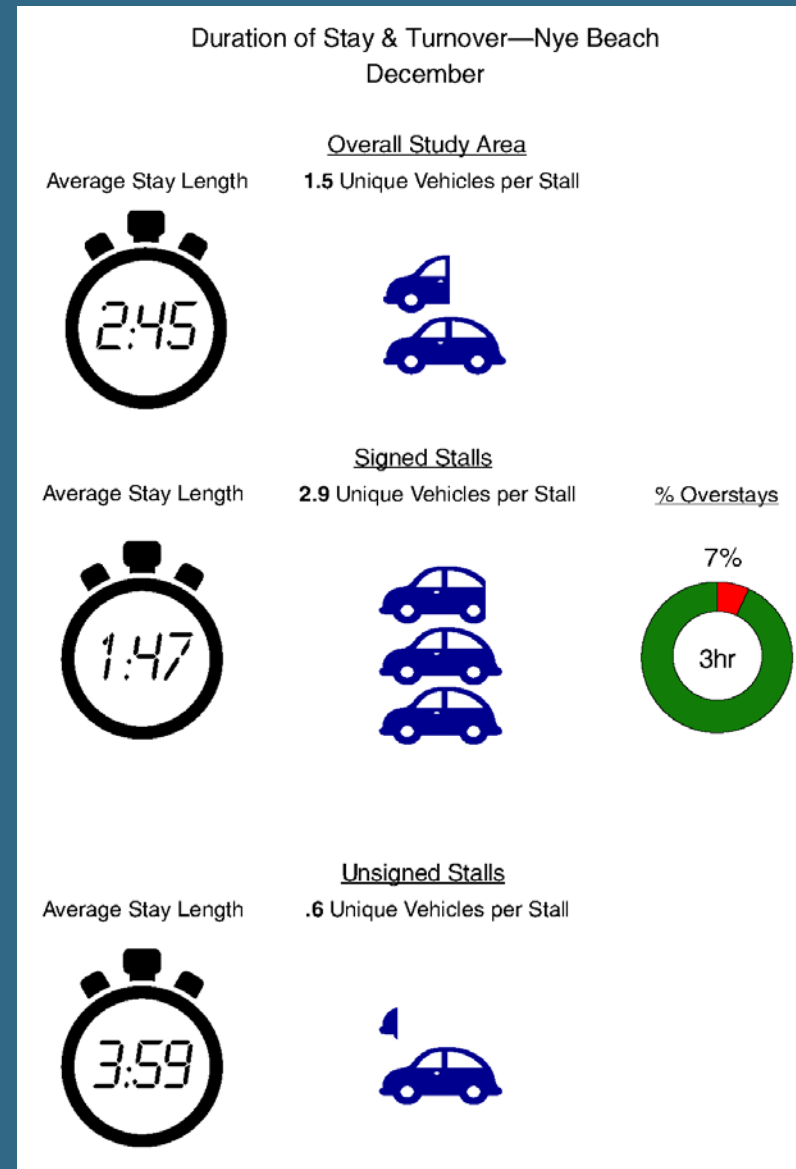 Duration of Stay & Turnover—Nye Beach
December
Overall Study Area
Average Stay Length
1.5 Unique Vehicles per Stall
2:45
Signed Stalls
Average Stay Length
2.9 Unique Vehicles per Stall
% Overstays
7%
1:47
3hr
Unsigned Stalls
Average Stay Length
.6 Unique Vehicles per Stall
3:59